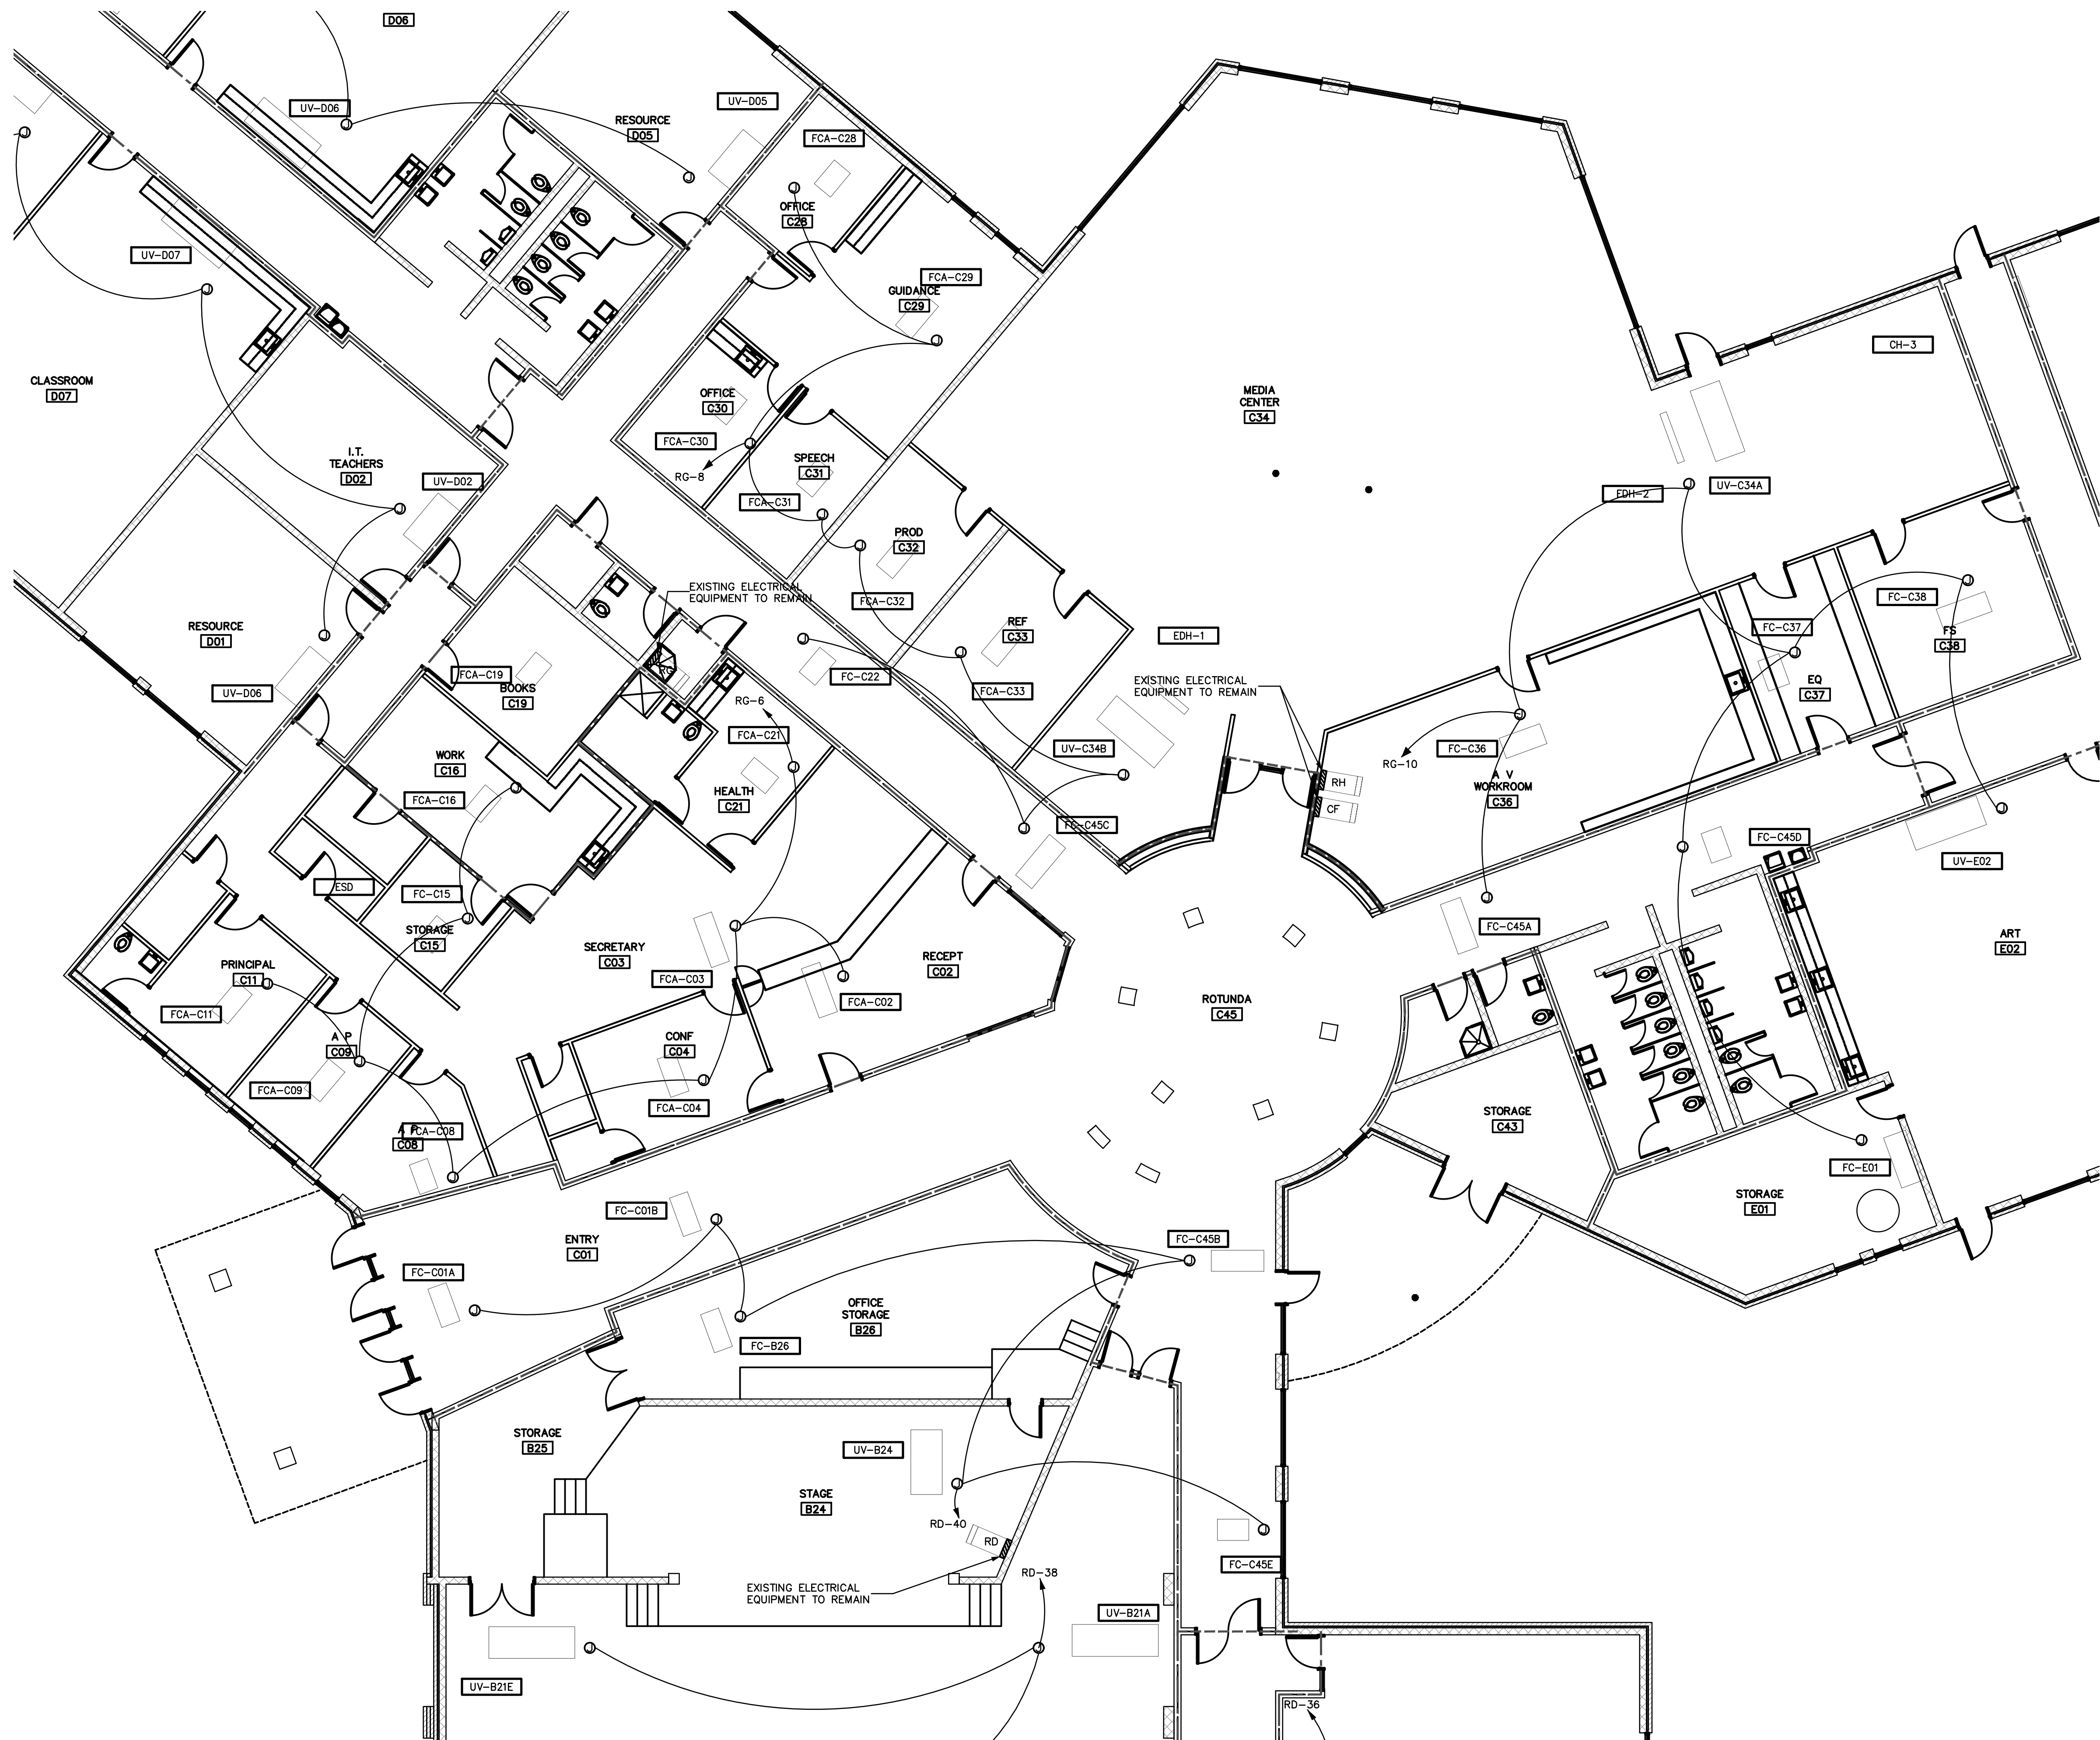 D06
UV-D06
RESOURCE
D05
UV-D05
FCA-C28
OFFICE
C28
UV-D07
FCA-C29
GUIDANCE
C29
CH-3
CLASSROOM
D07
OFFICE
C30
FCA-C30
MEDIA
CENTER
C34
I.T.
TEACHERS
D02
UV-D02
RG-8
SPEECH
C31
FCA-C31
EDH-2
UV-C34A
PROD
C32
EXISTING ELECTRICAL
EQUIPMENT TO REMAIN
FCA-C32
FC-C38
RESOURCE
D01
REF
C33
EDH-1
FC-C37
FS
C38
RG
FCA-C19
BOOKS
C19
FC-C22
UV-D06
RG-6
FCA-C33
EXISTING ELECTRICAL
EQUIPMENT TO REMAIN
EQ
C37
FCA-C21
UV-C34B
FC-C36
RG-10
WORK
C16
FCA-C16
HEALTH
C21
RH
CF
A V
WORKROOM
C36
FC-C45C
FC-C45D
UV-E02
ESD
FC-C15
STORAGE
C15
FC-C45A
ART
E02
SECRETARY
C03
PRINCIPAL
C11
RECEPT
C02
FCA-C03
FCA-C02
FCA-C11
ROTUNDA
C45
A P
C09
CONF
C04
FCA-C09
FCA-C04
STORAGE
C43
A P
C08
FCA-C08
FC-E01
STORAGE
E01
FC-C01B
ENTRY
C01
FC-C45B
FC-C01A
OFFICE
STORAGE
B26
FC-B26
STORAGE
B25
UV-B24
STAGE
B24
RD-40
RD
FC-C45E
EXISTING ELECTRICAL
EQUIPMENT TO REMAIN
RD-38
UV-B21A
UV-B21E
RD-36